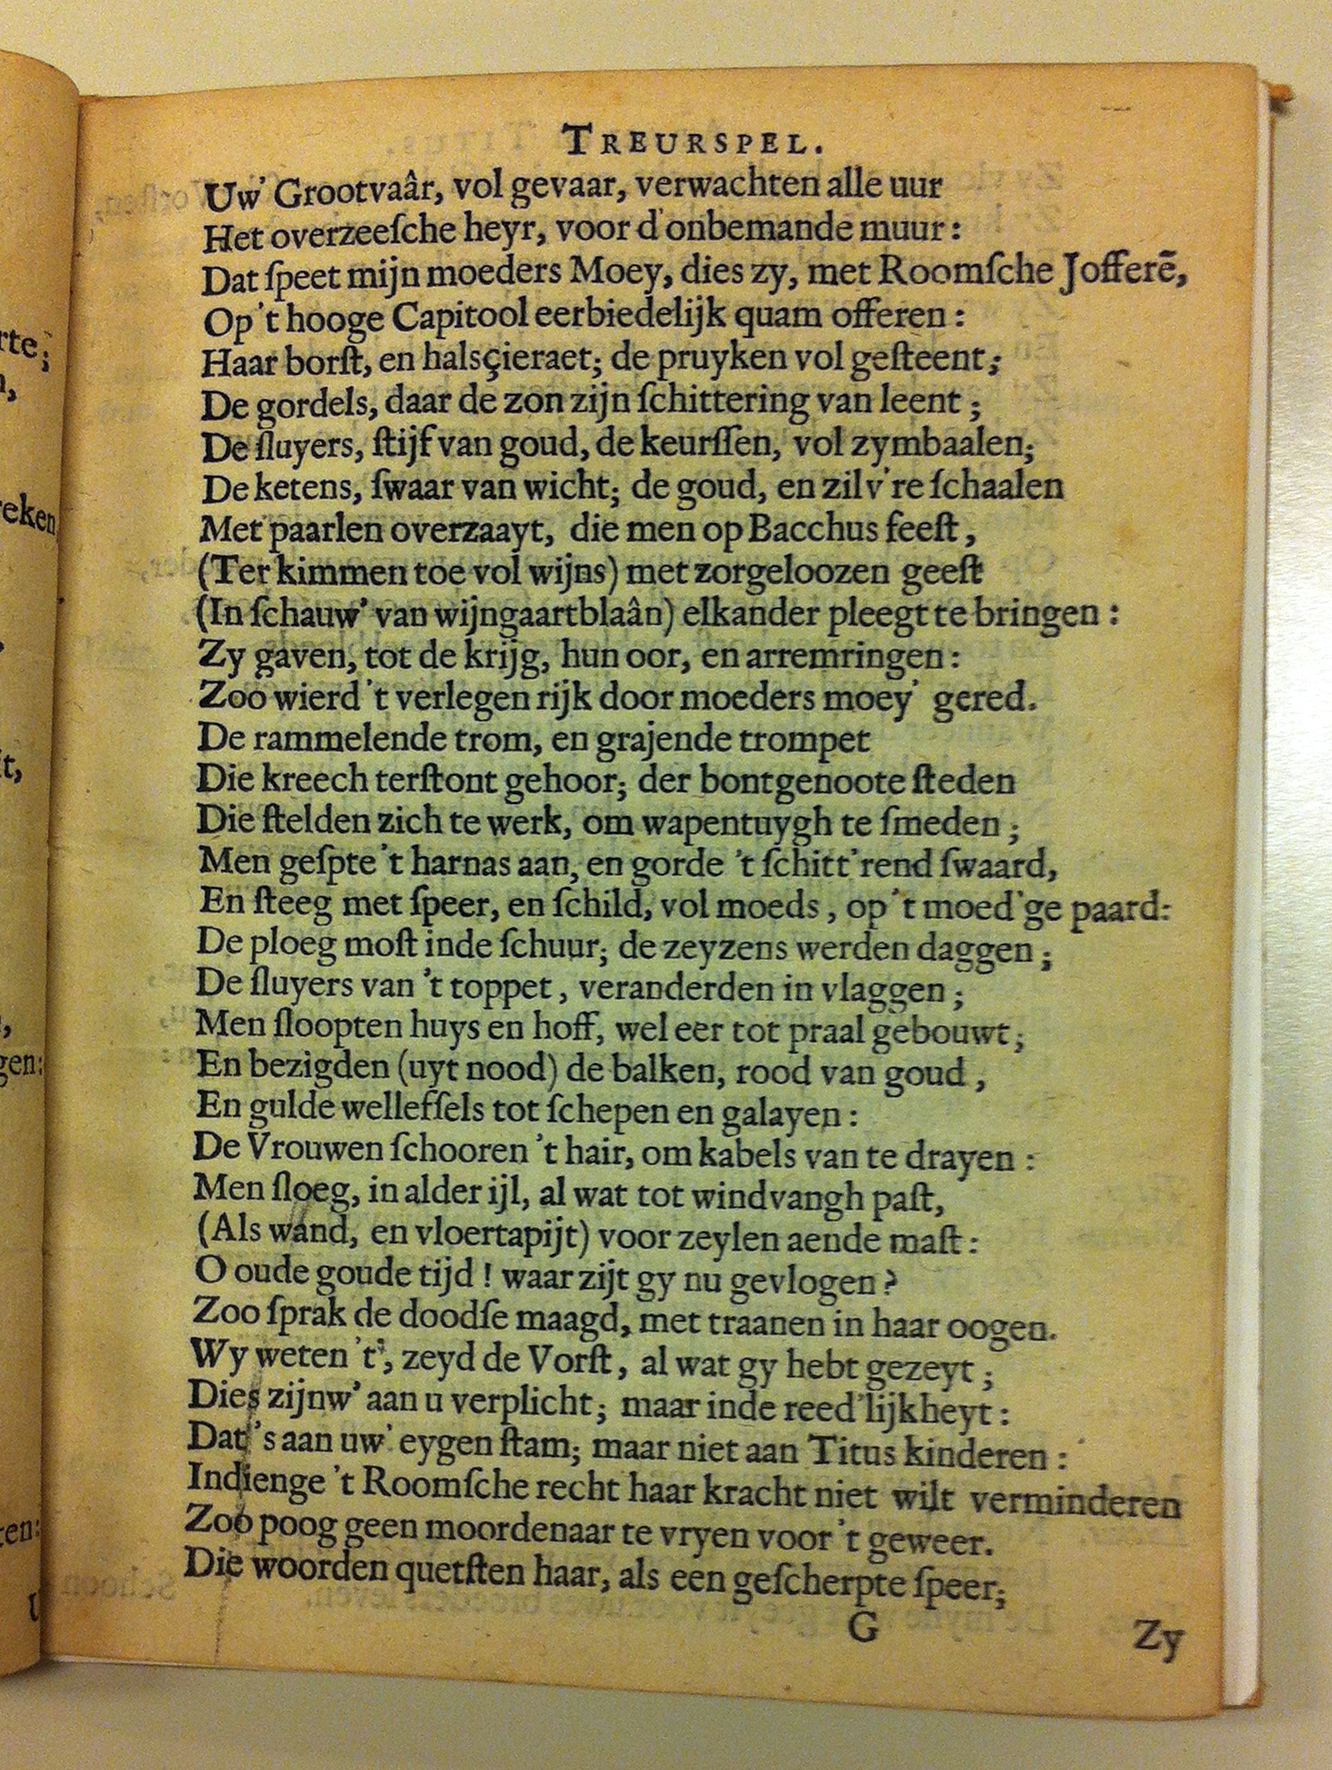 TREURSPEL.
Uw' Grootvaâr, vol gevaar, verwachten alle uur
Het overzeeſche heyr, voor d'onbemande muur:
Dat ſpeet mijn moeders Moey, dies zy, met Roomſche Jofferē,
Op 't hooge Capitool eerbiedelijk quam offeren:
Haar borſt, en halsçieraet; de pruyken vol geſteent;
De gordels, daar de zon zijn ſchittering van leent;
De ſluyers, ſtijf van goud, de keurſſen, vol zymbaalen;
De ketens, ſwaar van wicht; de goud, en zilv're ſchaalen
Met paarlen overzaayt, die men op Bacchus feeſt,
(Ter kimmen toe vol wijns) met zorgeloozen geeſt
(In ſchauw' van wijngaartblaân) elkander pleegt te bringen:
Zy gaven, tot de krijg, hun oor, en arremringen:
Zoo wierd 't verlegen rijk door moeders moey' gered.
De rammelende trom, en grajende trompet
Die kreech terſtont gehoor; der bontgenoote ſteden
Die ſtelden zich te werk, om wapentuygh te ſmeden;
Men geſpte 't harnas aan, en gorde 't ſchitt'rend ſwaard,
En ſteeg met ſpeer, en ſchild, vol moeds, op 't moed'ge paard:
De ploeg moſt inde ſchuur; de zeyzens werden daggen;
De ſluyers van 't toppet, veranderden in vlaggen;
Men ſloopten huys en hoff, wel eer tot praal gebouwt;
En bezigden (uyt nood) de balken, rood van goud,
En gulde welleffels tot ſchepen en galayen:
De Vrouwen ſchooren 't hair, om kabels van te drayen:
Men ſloeg, in alder ijl, al wat tot windvangh paſt,
(Als wand, en vloertapijt) voor zeylen aende maſt:
O oude goude tijd! waar zijt gy nu gevlogen?
Zoo ſprak de doodſe maagd, met traanen in haar oogen.
Wy weten 't', zeyd de Vorſt, al wat gy hebt gezeyt;
Dies zijnw' aan u verplicht; maar inde reed'lijkheyt:
Dat 's aan uw' eygen ſtam; maar niet aan Titus kinderen:
Indienge 't Roomſche recht haar kracht niet wilt verminderen
Zoo poog geen moordenaar te vryen voor 't geweer.
Die woorden quetſten haar, als een geſcherpte ſpeer;
G
Zy
rte;
eken
t,
gen:
en: